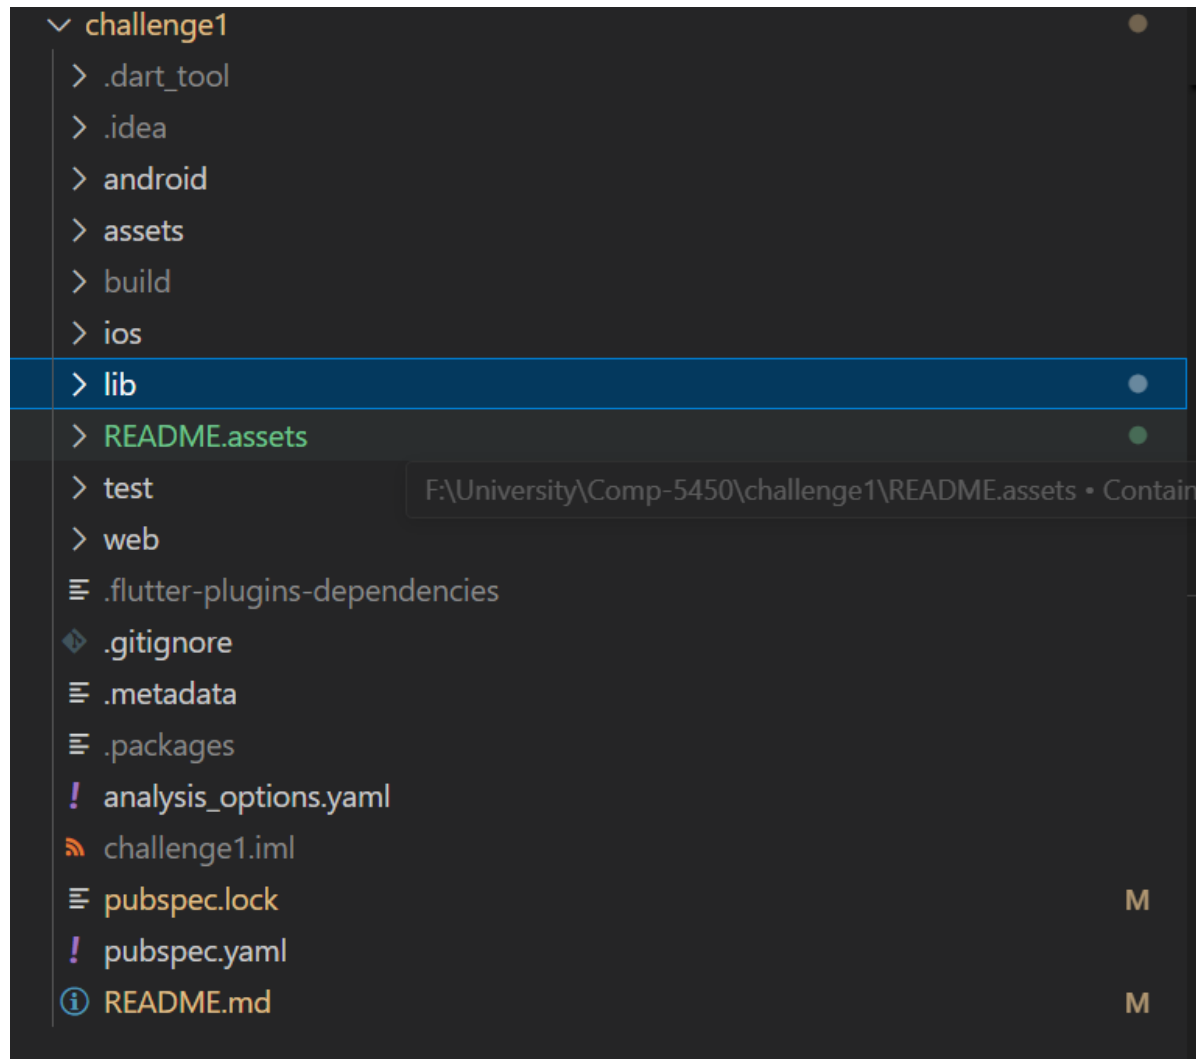 challenge1
.dart_tool
.idea
android
assets
build
ios
lib
README.assets
test
F:\University\Comp-5450\challenge1\README.assets • Contain
web
.flutter-plugins-dependencies
.gitignore
.metadata
.packages
analysis_options.yaml
challenge1.iml
pubspec.lock M
pubspec.yaml
README.md M